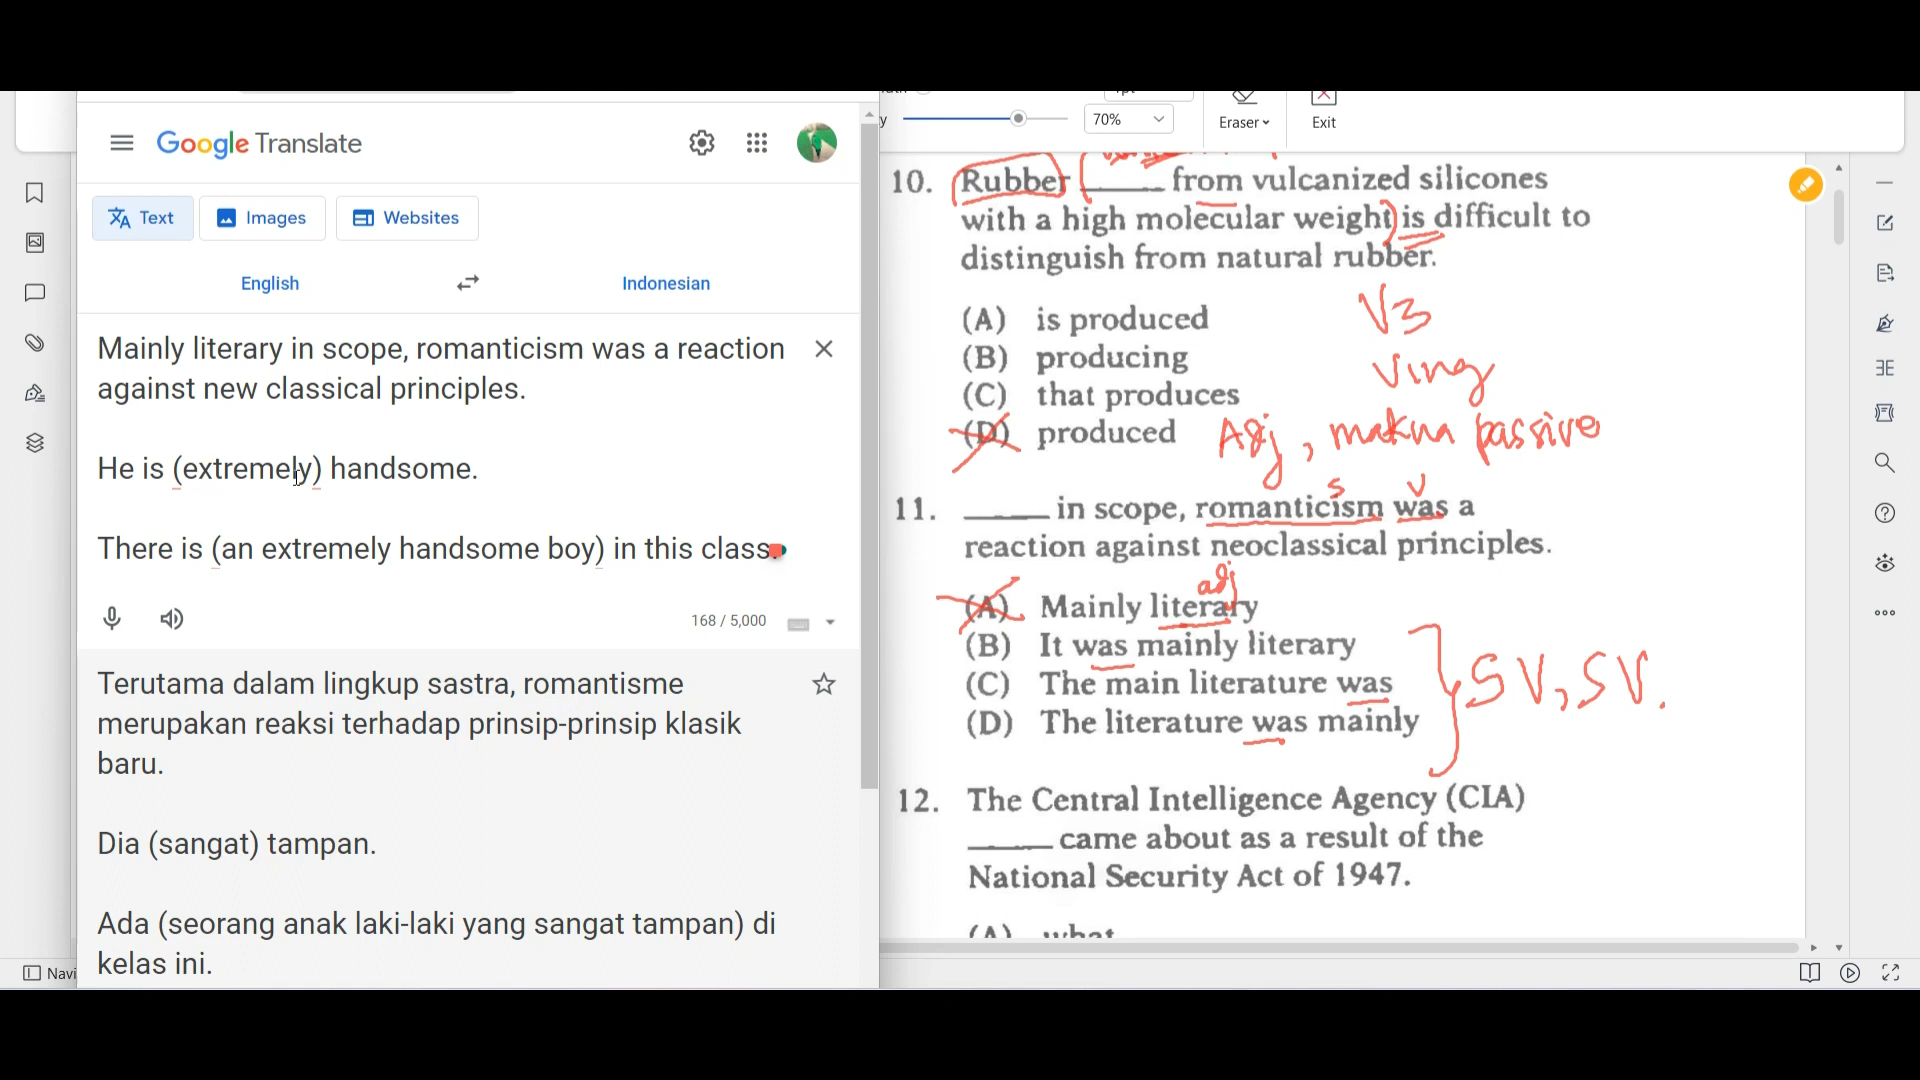 Google Translate
Text
Images
Websites
English
Indonesian
Mainly literary in scope, romanticism was a reaction
against new classical principles.
He is (extremely) handsome.
There is (an extremely handsome boy) in this class.
168 / 5,000
Terutama dalam lingkup sastra, romantisme
merupakan reaksi terhadap prinsip-prinsip klasik
baru.
Dia (sangat) tampan.
Ada (seorang anak laki-laki yang sangat tampan) di
kelas ini.
Navi
70%
Eraser
Exit
10. Rubber ____ from vulcanized silicones
with a high molecular weight) is difficult to
distinguish from natural rubber.
(A) is produced
(B) producing
(C) that produces
(D) produced
V3
Ving
Adj, makna passive
S V
11. ____ in scope, romanticism was a
reaction against neoclassical principles.
adj
(A) Mainly literary
(B) It was mainly literary
(C) The main literature was
(D) The literature was mainly
SV, SV.
12. The Central Intelligence Agency (CIA)
____ came about as a result of the
National Security Act of 1947.
(A) what